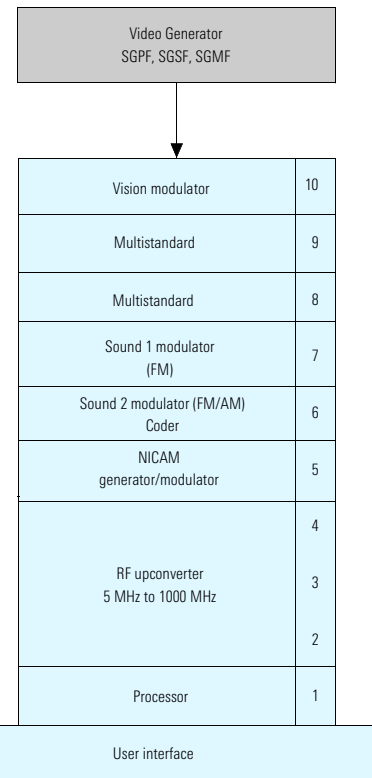 Video Generator
SGPF, SGSF, SGMF
Vision modulator 10
Multistandard 9
Multistandard 8
Sound 1 modulator
(FM)
7
Sound 2 modulator (FM/AM)
Coder
6
NICAM
generator/modulator
5
4
RF upconverter
5 MHz to 1000 MHz
3
2
Processor 1
User interface